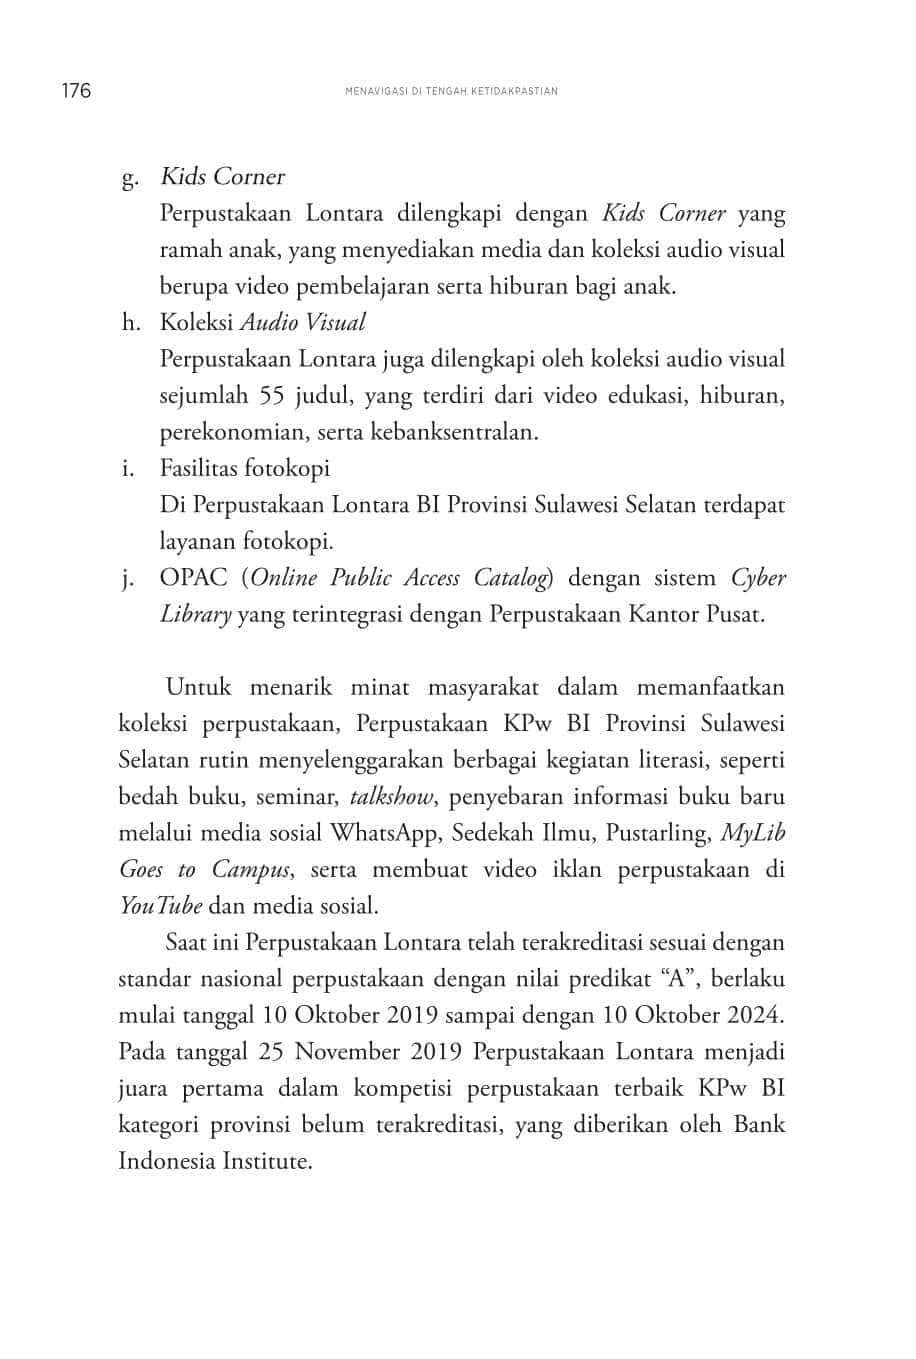 176
MENAVIGASI DI TENGAH KETIDAKPASTIAN
g. Kids Corner
Perpustakaan Lontara dilengkapi dengan Kids Corner yang
ramah anak, yang menyediakan media dan koleksi audio visual
berupa video pembelajaran serta hiburan bagi anak.
h. Koleksi Audio Visual
Perpustakaan Lontara juga dilengkapi oleh koleksi audio visual
sejumlah 55 judul, yang terdiri dari video edukasi, hiburan,
perekonomian, serta kebanksentralan.
i. Fasilitas fotokopi
Di Perpustakaan Lontara BI Provinsi Sulawesi Selatan terdapat
layanan fotokopi.
j. OPAC (Online Public Access Catalog) dengan sistem Cyber
Library yang terintegrasi dengan Perpustakaan Kantor Pusat.
Untuk menarik minat masyarakat dalam memanfaatkan
koleksi perpustakaan, Perpustakaan KPw BI Provinsi Sulawesi
Selatan rutin menyelenggarakan berbagai kegiatan literasi, seperti
bedah buku, seminar, talkshow, penyebaran informasi buku baru
melalui media sosial WhatsApp, Sedekah Ilmu, Pustarling, MyLib
Goes to Campus, serta membuat video iklan perpustakaan di
YouTube dan media sosial.
Saat ini Perpustakaan Lontara telah terakreditasi sesuai dengan
standar nasional perpustakaan dengan nilai predikat “A”, berlaku
mulai tanggal 10 Oktober 2019 sampai dengan 10 Oktober 2024.
Pada tanggal 25 November 2019 Perpustakaan Lontara menjadi
juara pertama dalam kompetisi perpustakaan terbaik KPw BI
kategori provinsi belum terakreditasi, yang diberikan oleh Bank
Indonesia Institute.